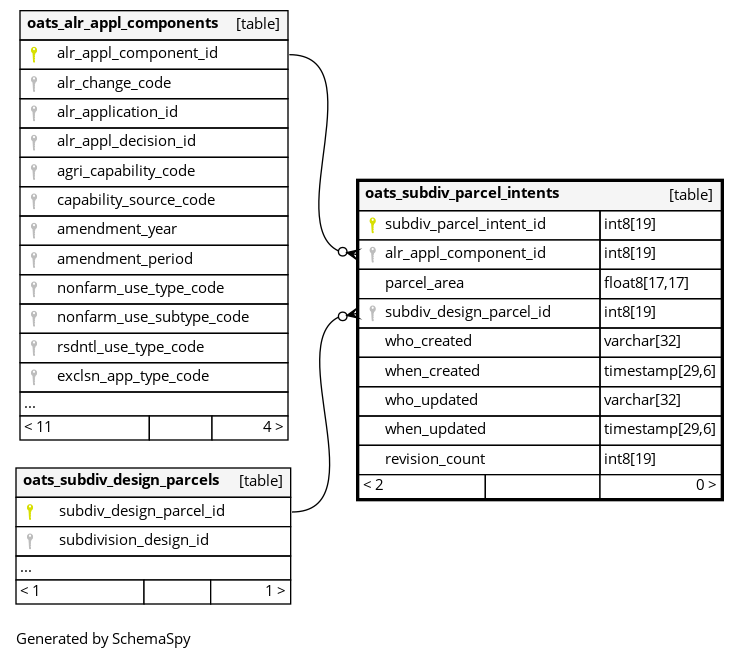 oats_alr_appl_components [table]
alr_appl_component_id
alr_change_code
alr_application_id
alr_appl_decision_id
agri_capability_code
capability_source_code
amendment_year
amendment_period
nonfarm_use_type_code
nonfarm_use_subtype_code
rsdntl_use_type_code
exclsn_app_type_code
...
< 11 4 >
oats_subdiv_parcel_intents [table]
subdiv_parcel_intent_id int8[19]
alr_appl_component_id int8[19]
parcel_area float8[17,17]
subdiv_design_parcel_id int8[19]
who_created varchar[32]
when_created timestamp[29,6]
who_updated varchar[32]
when_updated timestamp[29,6]
revision_count int8[19]
< 2 0 >
oats_subdiv_design_parcels [table]
subdiv_design_parcel_id
subdivision_design_id
...
< 1 1 >
Generated by SchemaSpy